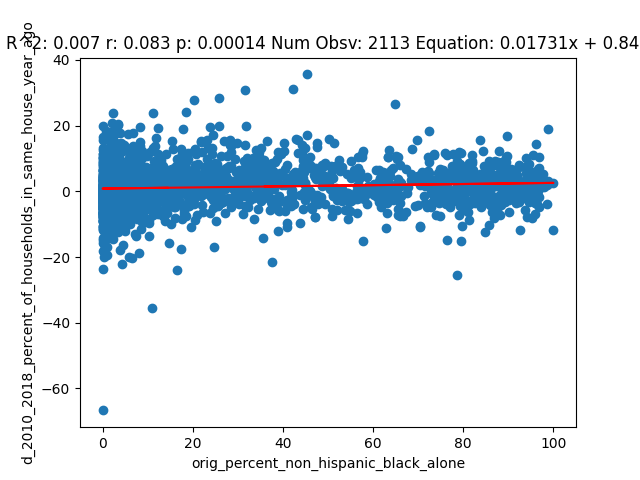 R^2: 0.007 r: 0.083 p: 0.00014 Num Obsv: 2113 Equation: 0.01731x + 0.84
d_2010_2018_percent_of_households_in_same_house_year_ago
40
20
0
−20
−40
−60
0 20 40 60 80 100
orig_percent_non_hispanic_black_alone